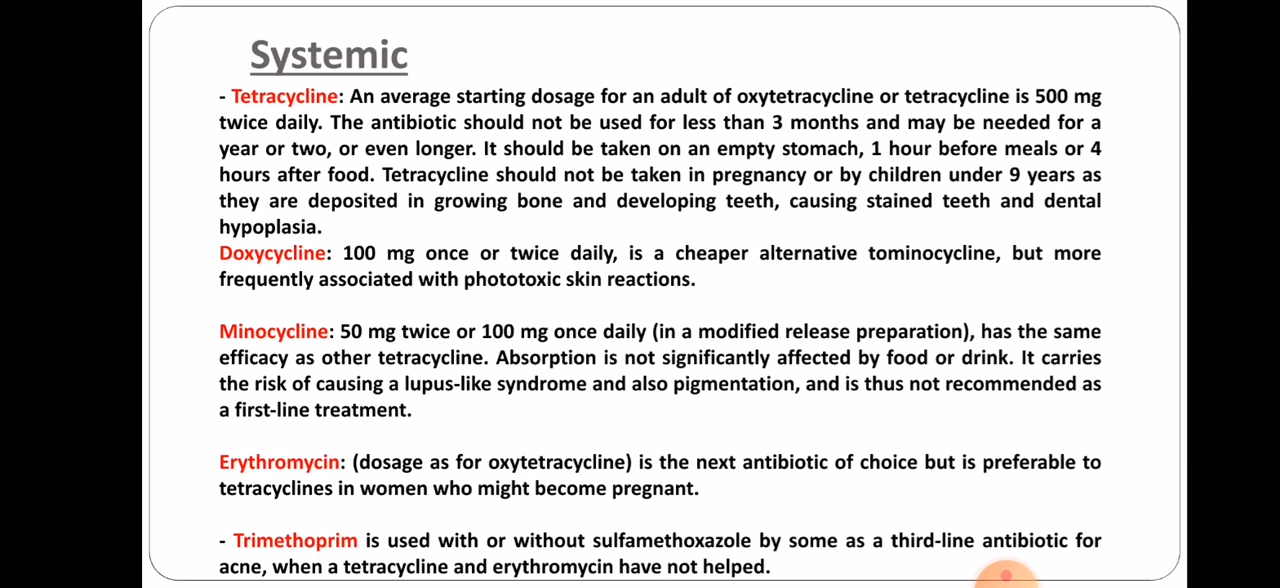 Systemic
- Tetracycline: An average starting dosage for an adult of oxytetracycline or tetracycline is 500 mg
twice daily. The antibiotic should not be used for less than 3 months and may be needed for a
year or two, or even longer. It should be taken on an empty stomach, 1 hour before meals or 4
hours after food. Tetracycline should not be taken in pregnancy or by children under 9 years as
they are deposited in growing bone and developing teeth, causing stained teeth and dental
hypoplasia.
Doxycycline: 100 mg once or twice daily, is a cheaper alternative tominocycline, but more
frequently associated with phototoxic skin reactions.
Minocycline: 50 mg twice or 100 mg once daily (in a modified release preparation), has the same
efficacy as other tetracycline. Absorption is not significantly affected by food or drink. It carries
the risk of causing a lupus-like syndrome and also pigmentation, and is thus not recommended as
a first-line treatment.
Erythromycin: (dosage as for oxytetracycline) is the next antibiotic of choice but is preferable to
tetracyclines in women who might become pregnant.
- Trimethoprim is used with or without sulfamethoxazole by some as a third-line antibiotic for
acne, when a tetracycline and erythromycin have not helped.